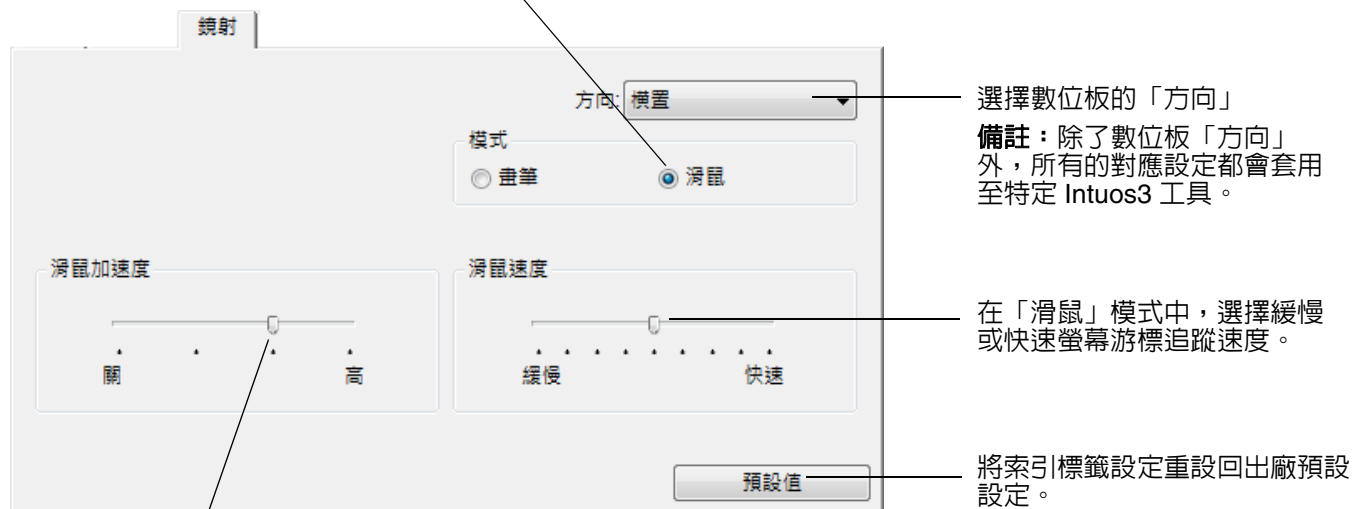 鏡射
方向: 橫置
模式
畫筆
滑鼠
滑鼠加速度
關
高
滑鼠速度
緩慢
快速
預設值
選擇數位板的「方向」
備註：除了數位板「方向」
外，所有的對應設定都會套用
至特定 Intuos3 工具。
在「滑鼠」模式中，選擇緩慢
或快速螢幕游標追蹤速度。
將索引標籤設定重設回出廠預設
設定。